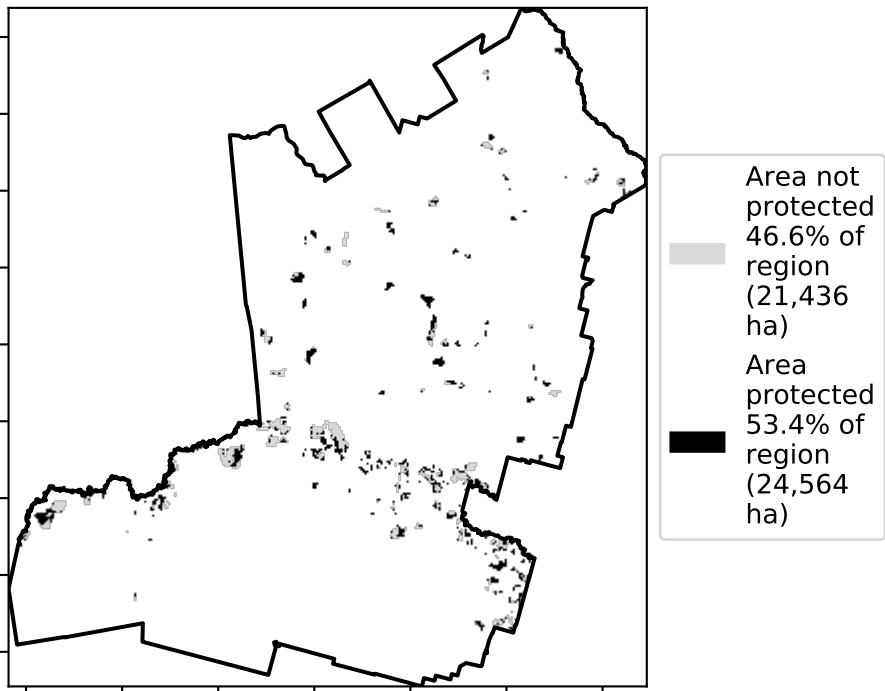 Area not
protected
46.6% of
region
(21,436
ha)
Area
protected
53.4% of
region
(24,564
ha)